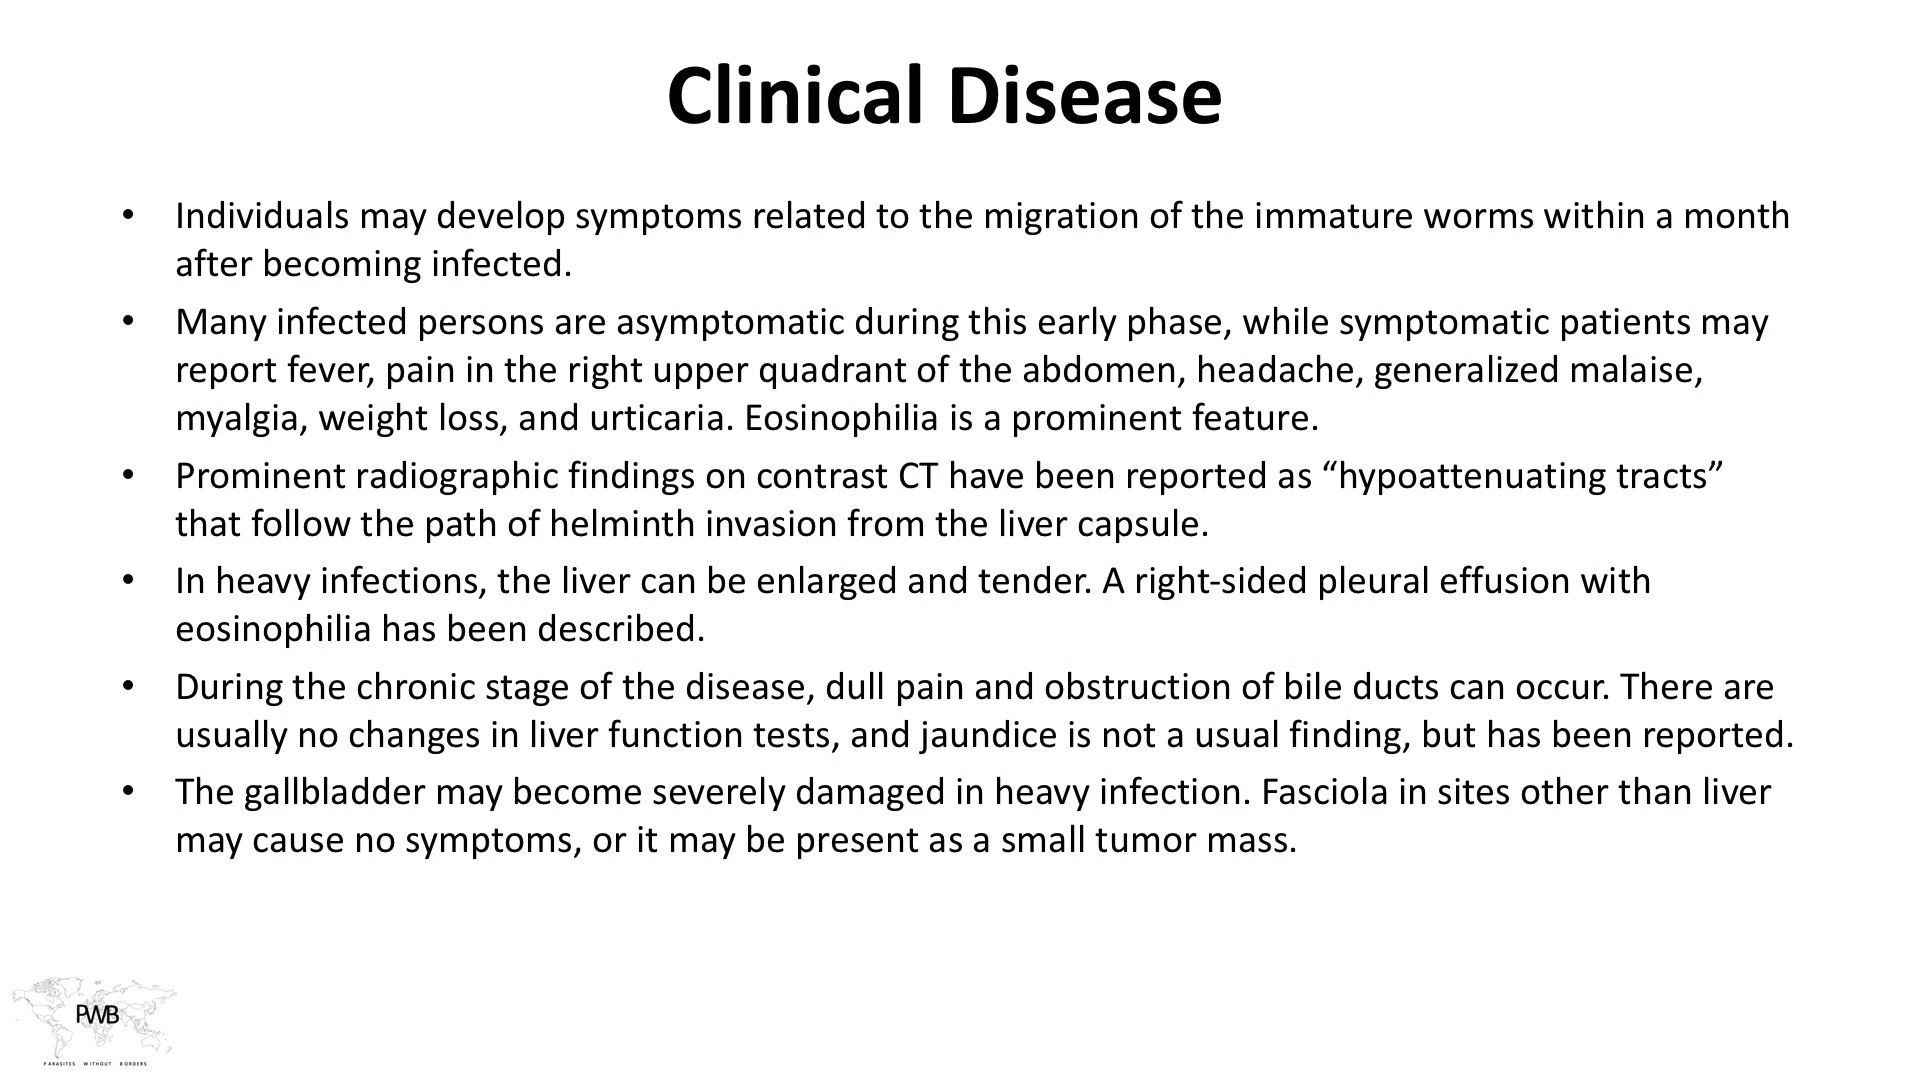 Clinical Disease
• Individuals may develop symptoms related to the migration of the immature worms within a month
after becoming infected.
• Many infected persons are asymptomatic during this early phase, while symptomatic patients may
report fever, pain in the right upper quadrant of the abdomen, headache, generalized malaise,
myalgia, weight loss, and urticaria. Eosinophilia is a prominent feature.
• Prominent radiographic findings on contrast CT have been reported as “hypoattenuating tracts”
that follow the path of helminth invasion from the liver capsule.
• In heavy infections, the liver can be enlarged and tender. A right-sided pleural effusion with
eosinophilia has been described.
• During the chronic stage of the disease, dull pain and obstruction of bile ducts can occur. There are
usually no changes in liver function tests, and jaundice is not a usual finding, but has been reported.
• The gallbladder may become severely damaged in heavy infection. Fasciola in sites other than liver
may cause no symptoms, or it may be present as a small tumor mass.
PWB
PARASITES WITHOUT BORDERS